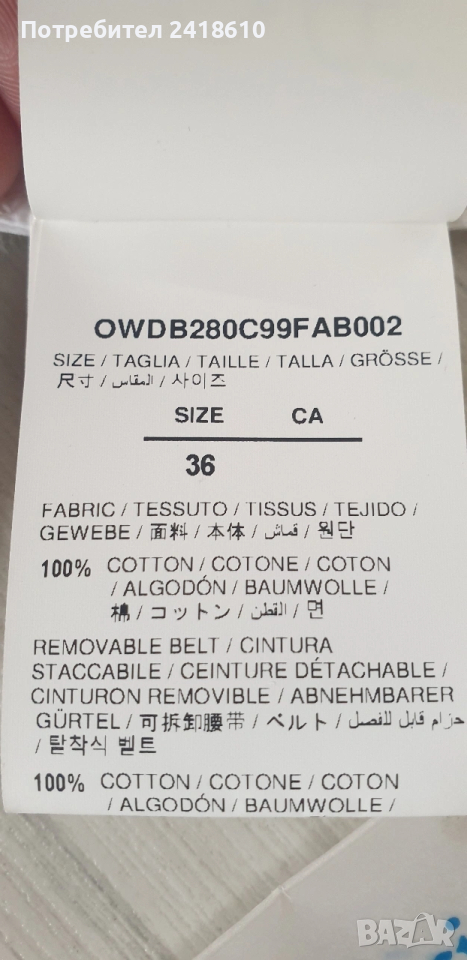 Потребител 2418610
OWDB280C99FAB002
SIZE / TAGLIA / TAILLE / TALLA / GRÖSSE /
尺寸 / المقاس / 사이즈
SIZE CA
36
FABRIC / TESSUTO / TISSUS / TEJIDO /
GEWEBE / 面料 / 本体 / قماش / 원단
100% COTTON / COTONE / COTON
/ ALGODÓN / BAUMWOLLE /
棉 / コットン / القطن / 면
REMOVABLE BELT / CINTURA
STACCABILE / CEINTURE DÉTACHABLE /
CINTURON REMOVIBLE / ABNEHMBARER
GÜRTEL / 可拆卸腰带 / ベルト / حزام قابل للفصل
/ 탈착식 벨트
100% COTTON / COTONE / COTON
/ ALGODÓN / BAUMWOLLE /
BAZAR